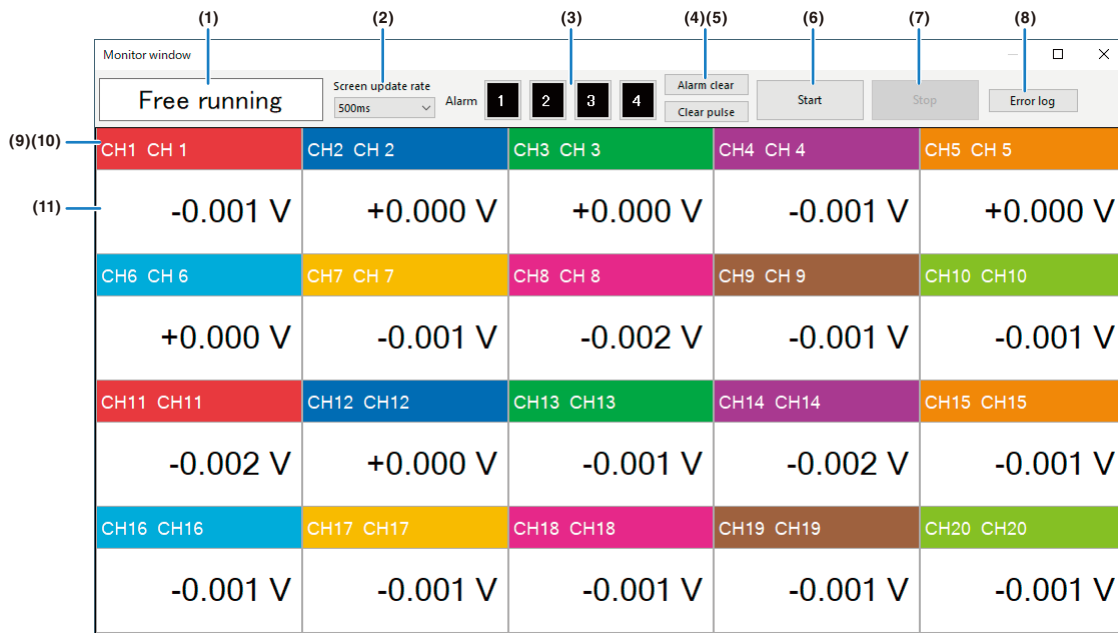 (1) (2) (3) (4)(5) (6) (7) (8)
Monitor window
Free running
Screen update rate
500ms
Alarm 1 2 3 4
Alarm clear
Clear pulse
Start
Stop
Error log
(9)(10)
CH1 CH 1 CH2 CH 2 CH3 CH 3 CH4 CH 4 CH5 CH 5
(11)
-0.001 V +0.000 V +0.000 V -0.001 V +0.000 V
CH6 CH 6 CH7 CH 7 CH8 CH 8 CH9 CH 9 CH10 CH10
+0.000 V -0.001 V -0.002 V -0.001 V -0.001 V
CH11 CH11 CH12 CH12 CH13 CH13 CH14 CH14 CH15 CH15
-0.002 V +0.000 V -0.001 V -0.002 V -0.001 V
CH16 CH16 CH17 CH17 CH18 CH18 CH19 CH19 CH20 CH20
-0.001 V -0.001 V -0.001 V -0.001 V -0.001 V